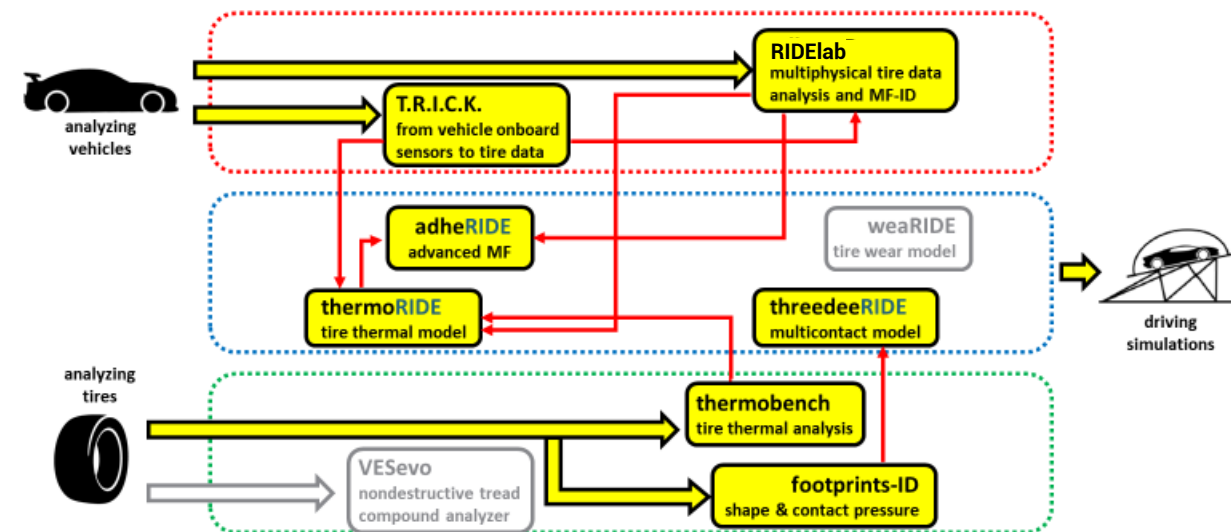 RIDElab
multiphysical tire data
analysis and MF-ID
analyzing
vehicles
T.R.I.C.K.
from vehicle onboard
sensors to tire data
adheRIDE
advanced MF
weaRIDE
tire wear model
thermoRIDE
tire thermal model
threedeeRIDE
multicontact model
driving
simulations
analyzing
tires
thermobench
tire thermal analysis
VESevo
nondestructive tread
compound analyzer
footprints-ID
shape & contact pressure